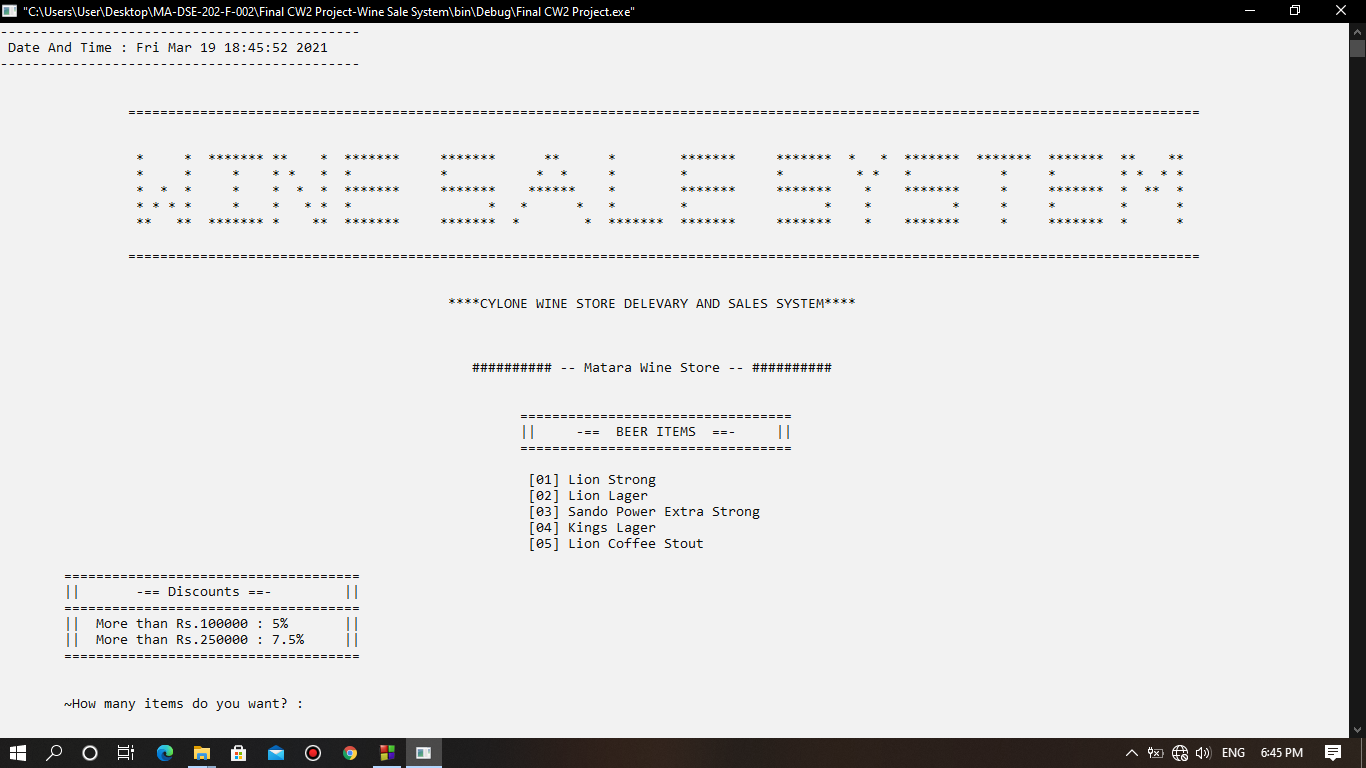 "C:\Users\User\Desktop\MA-DSE-202-F-002\Final CW2 Project-Wine Sale System\bin\Debug\Final CW2 Project.exe"
Date And Time : Fri Mar 19 18:45:52 2021
WINE SALE SYSTEM
****CYLONE WINE STORE DELEVARY AND SALES SYSTEM****
########## -- Matara Wine Store -- ##########
|| -== BEER ITEMS ==- ||
[01] Lion Strong
[02] Lion Lager
[03] Sando Power Extra Strong
[04] Kings Lager
[05] Lion Coffee Stout
|| -== Discounts ==- ||
|| More than Rs.100000 : 5% ||
|| More than Rs.250000 : 7.5% ||
~How many items do you want? :
ENG 6:45 PM